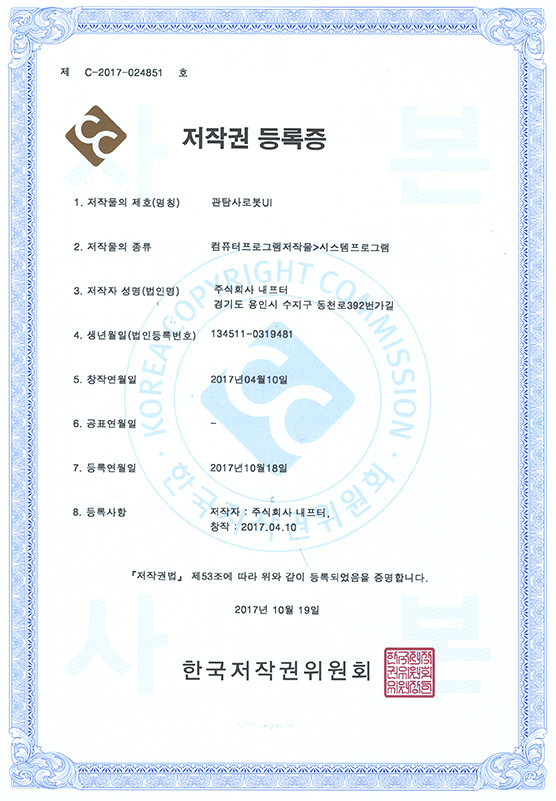 제 C-2017-024851 호
저작권 등록증
1. 저작물의 제호(명칭) 관탐사로봇UI
2. 저작물의 종류 컴퓨터프로그램저작물>시스템프로그램
3. 저작자 성명(법인명) 주식회사 내프터
경기도 용인시 수지구 동천로392번가길
4. 생년월일(법인등록번호) 134511-0319481
5. 창작연월일 2017년04월10일
6. 공표연월일 -
7. 등록연월일 2017년10월18일
8. 등록사항 저작자 : 주식회사 내프터,
창작 : 2017.04.10
『저작권법』 제53조에 따라 위와 같이 등록되었음을 증명합니다.
2017년 10월 19일
한국저작권위원회
사본
KOREA COPYRIGHT COMMISSION
한국저작권위원회
사본